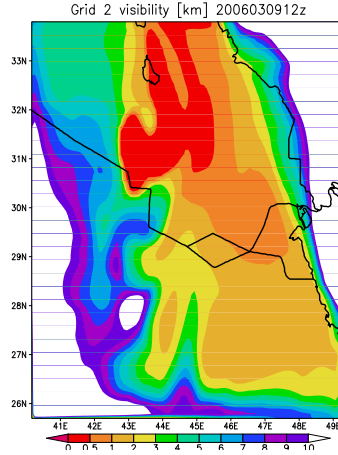 Grid 2 visibility [km] 2006030912z
33N
32N
31N
30N
29N
28N
27N
26N
41E 42E 43E 44E 45E 46E 47E 48E 49E
0 0.5 1 2 3 4 5 6 7 8 9 10